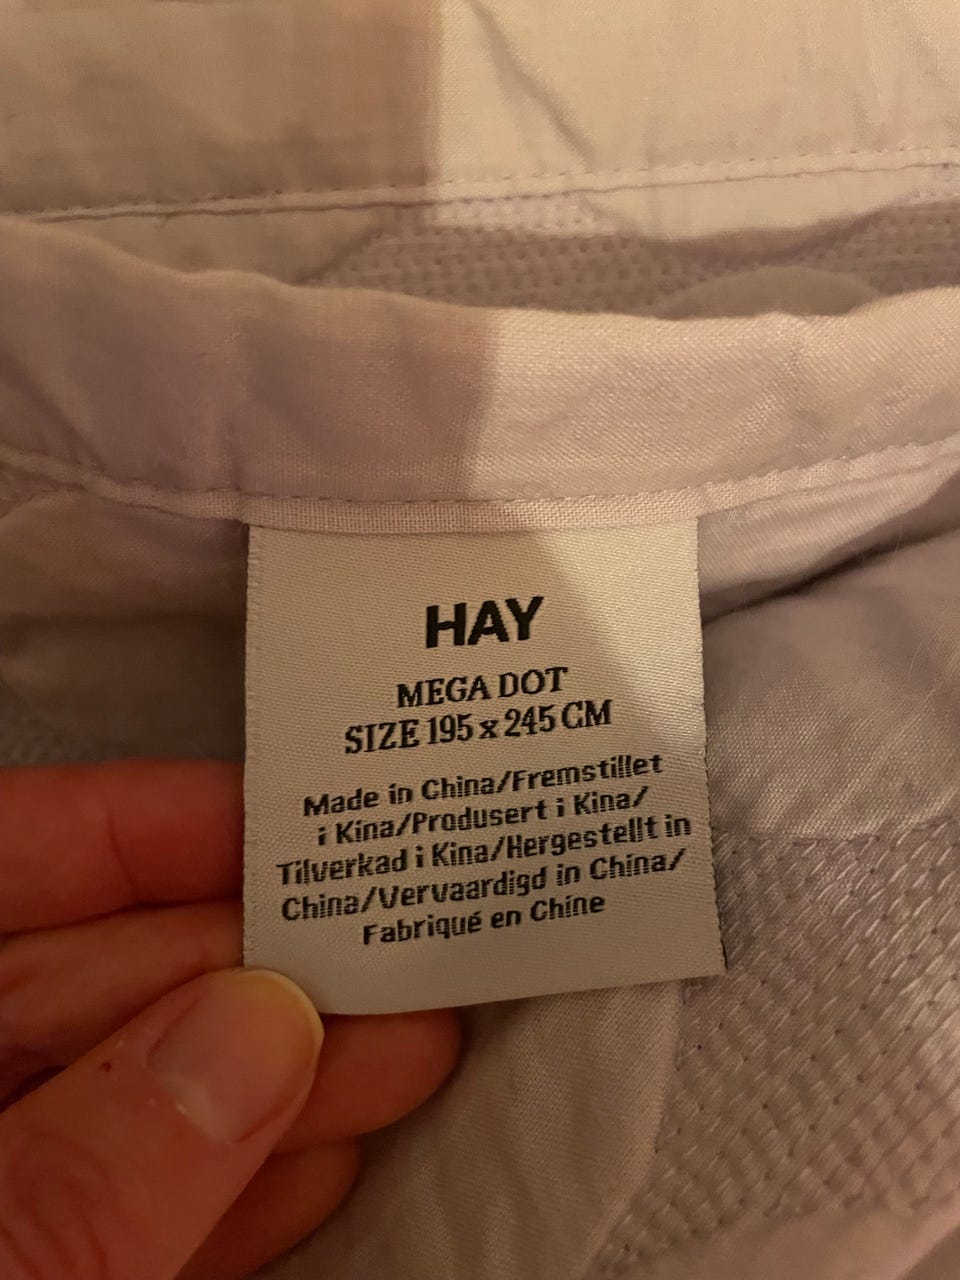 HAY
MEGA DOT
SIZE 195 x 245 CM
Made in China/Fremstillet
i Kina/Produsert i Kina/
Tilverkad i Kina/Hergestellt in
China/Vervaardigd in China/
Fabriqué en Chine